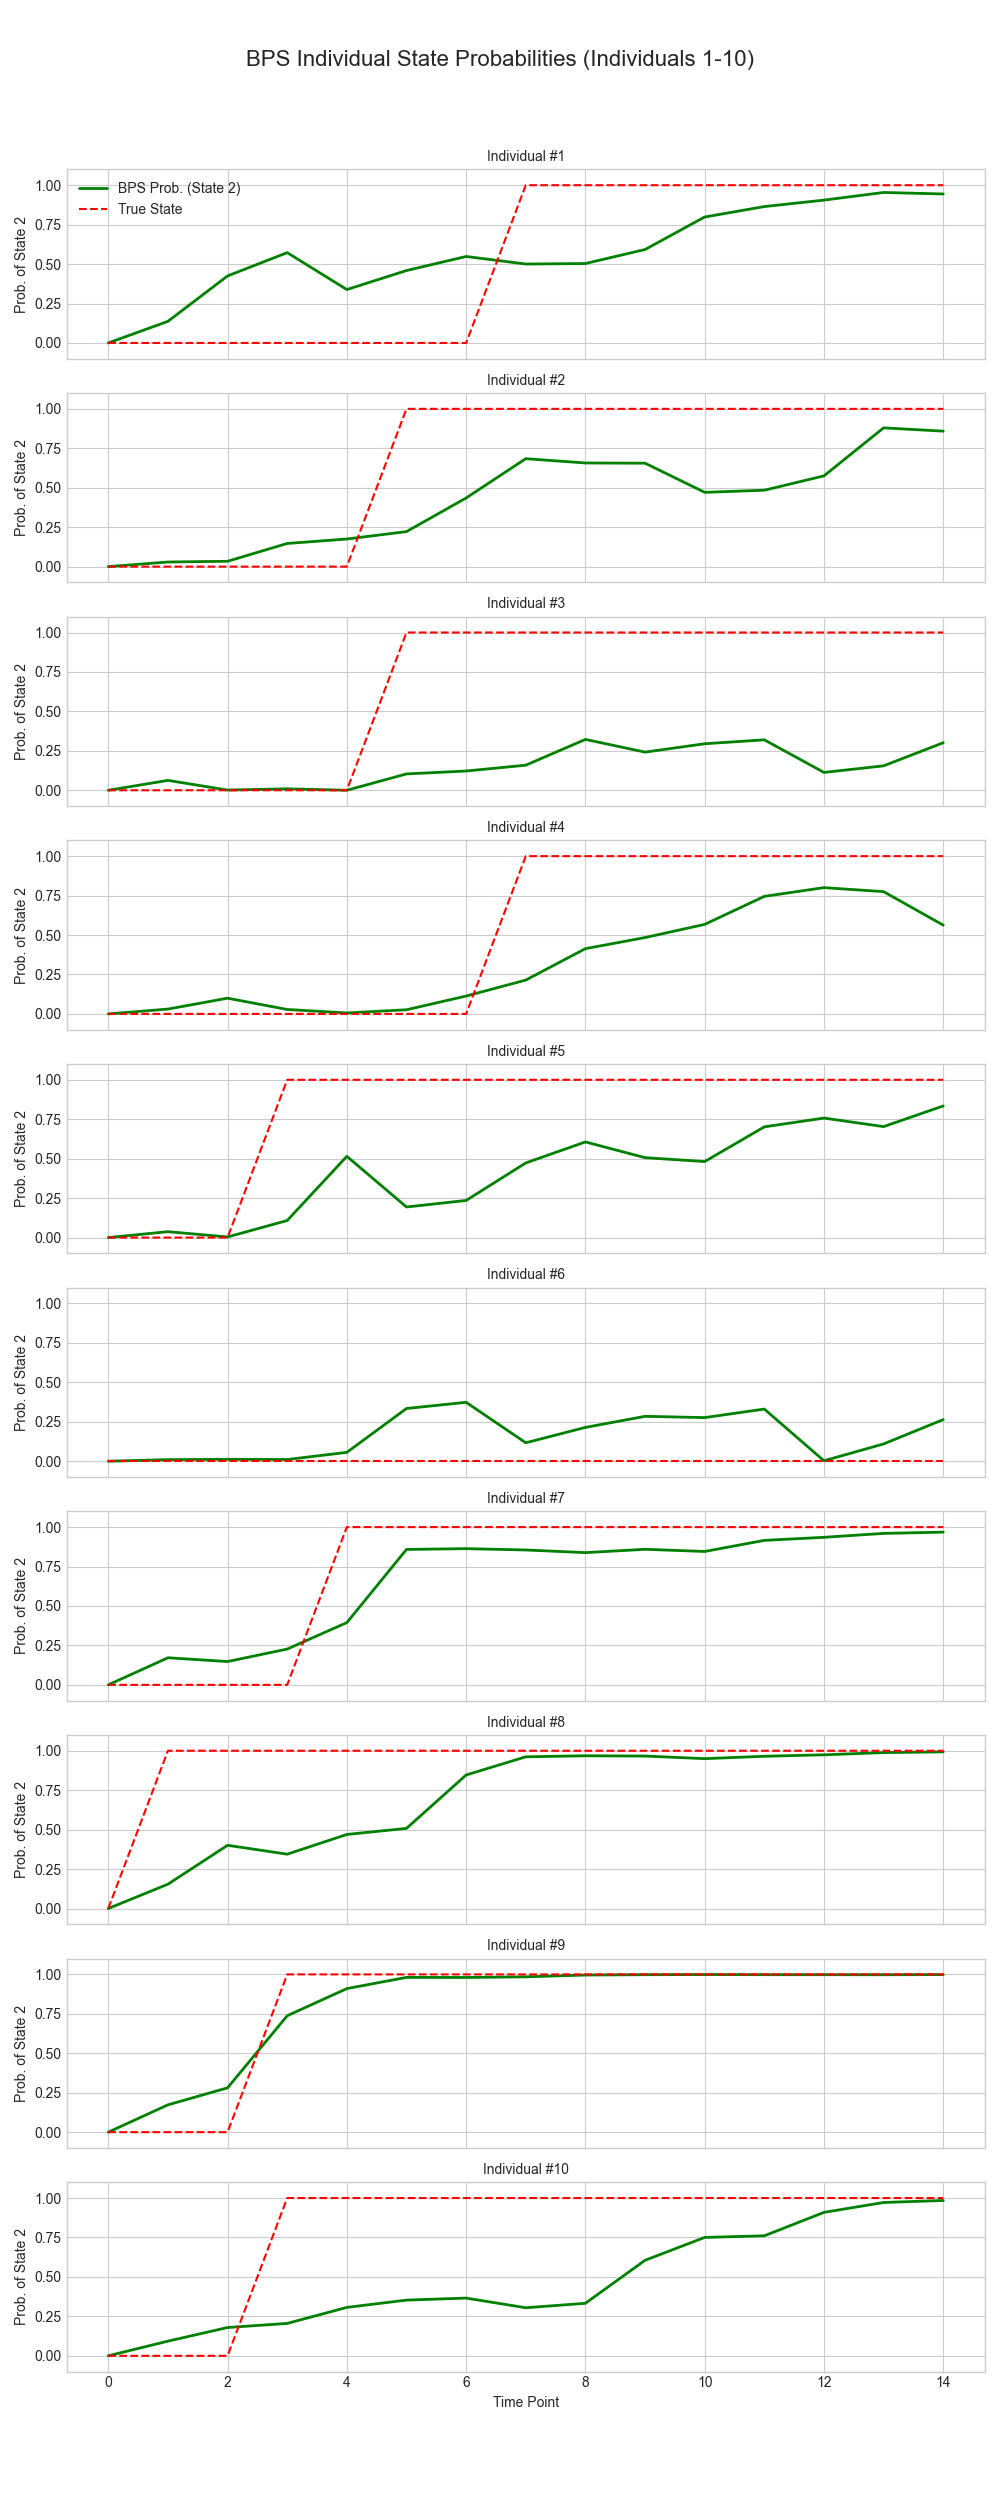 BPS Individual State Probabilities (Individuals 1-10)
Individual #1
BPS Prob. (State 2)
True State
1.00
0.75
0.50
0.25
0.00
Prob. of State 2
Individual #2
1.00
0.75
0.50
0.25
0.00
Prob. of State 2
Individual #3
1.00
0.75
0.50
0.25
0.00
Prob. of State 2
Individual #4
1.00
0.75
0.50
0.25
0.00
Prob. of State 2
Individual #5
1.00
0.75
0.50
0.25
0.00
Prob. of State 2
Individual #6
1.00
0.75
0.50
0.25
0.00
Prob. of State 2
Individual #7
1.00
0.75
0.50
0.25
0.00
Prob. of State 2
Individual #8
1.00
0.75
0.50
0.25
0.00
Prob. of State 2
Individual #9
1.00
0.75
0.50
0.25
0.00
Prob. of State 2
Individual #10
1.00
0.75
0.50
0.25
0.00
Prob. of State 2
0 2 4 6 8 10 12 14
Time Point